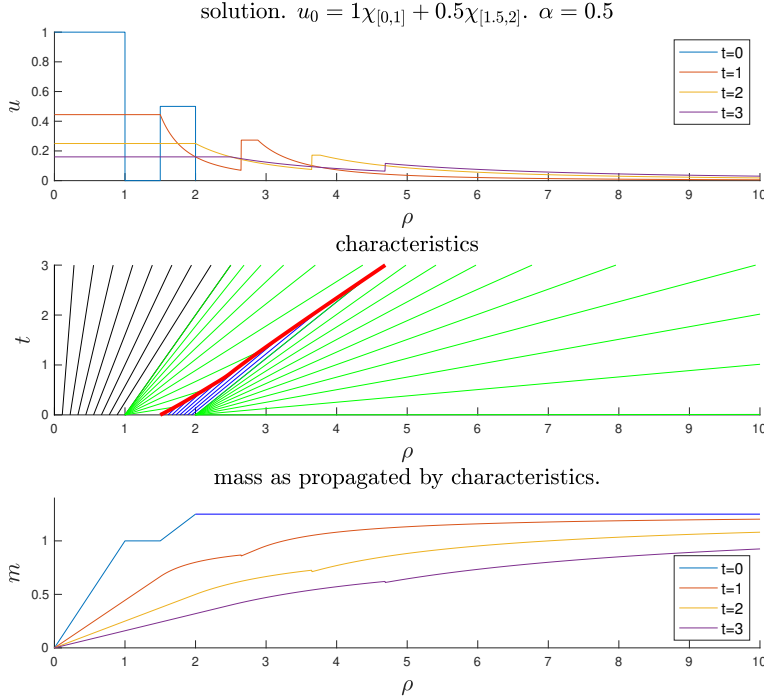 solution. u₀ = 1χ[0,1] + 0.5χ[1.5,2]. α = 0.5
1
0.8
0.6
0.4
0.2
0
u
0 1 2 3 4 5 6 7 8 9 10
ρ
t=0
t=1
t=2
t=3
characteristics
3
2
1
0
t
0 1 2 3 4 5 6 7 8 9 10
ρ
mass as propagated by characteristics.
1
0.5
0
m
0 1 2 3 4 5 6 7 8 9 10
ρ
t=0
t=1
t=2
t=3